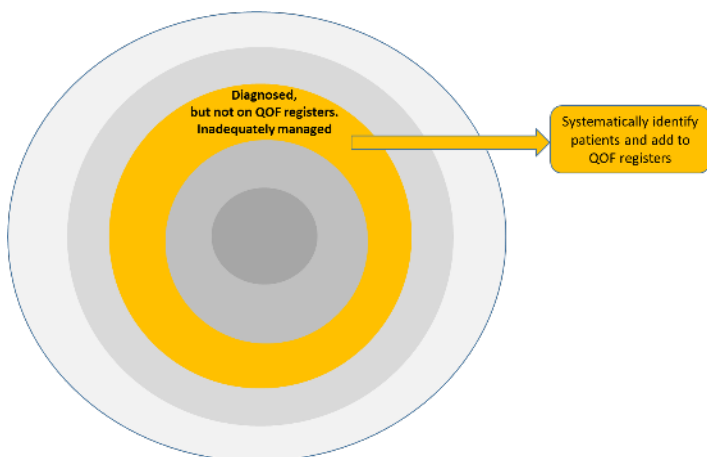 Diagnosed,
but not on QOF registers.
Inadequately managed
Systematically identify
patients and add to
QOF registers